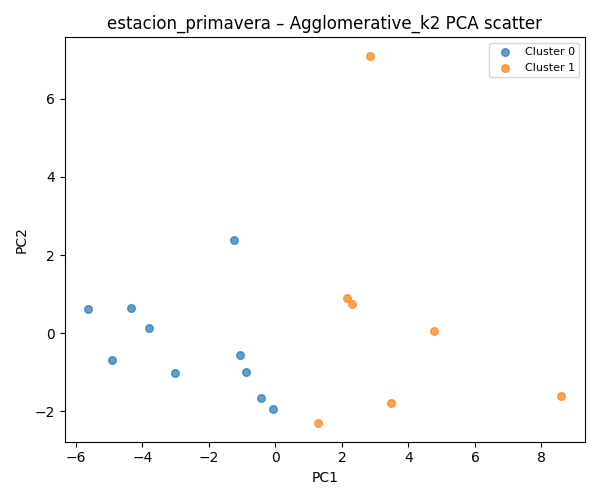 estacion_primavera – Agglomerative_k2 PCA scatter
Cluster 0
Cluster 1
6
4
2
0
−2
PC2
−6
−4
−2
0
2
4
6
8
PC1